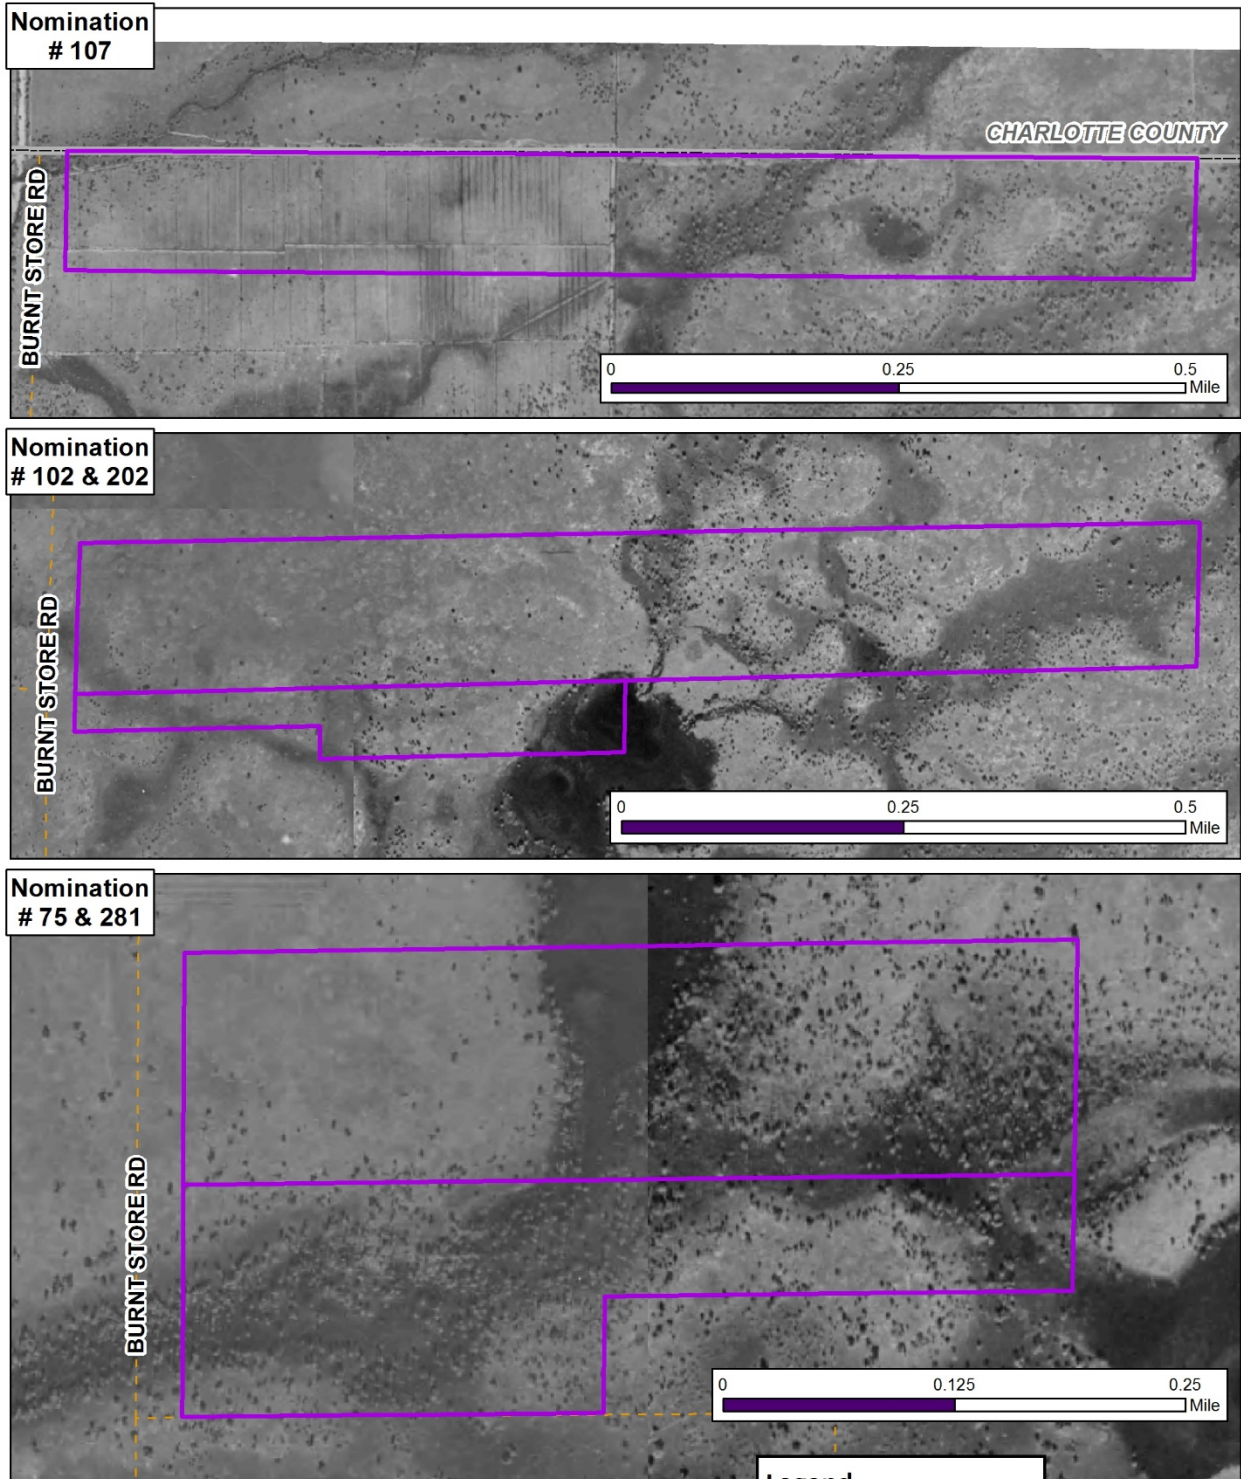 Nomination
# 107
CHARLOTTE COUNTY
BURNT STORE RD
0 0.25 0.5
Mile
Nomination
# 102 & 202
BURNT STORE RD
0 0.25 0.5
Mile
Nomination
# 75 & 281
BURNT STORE RD
0 0.125 0.25
Mile
Legend